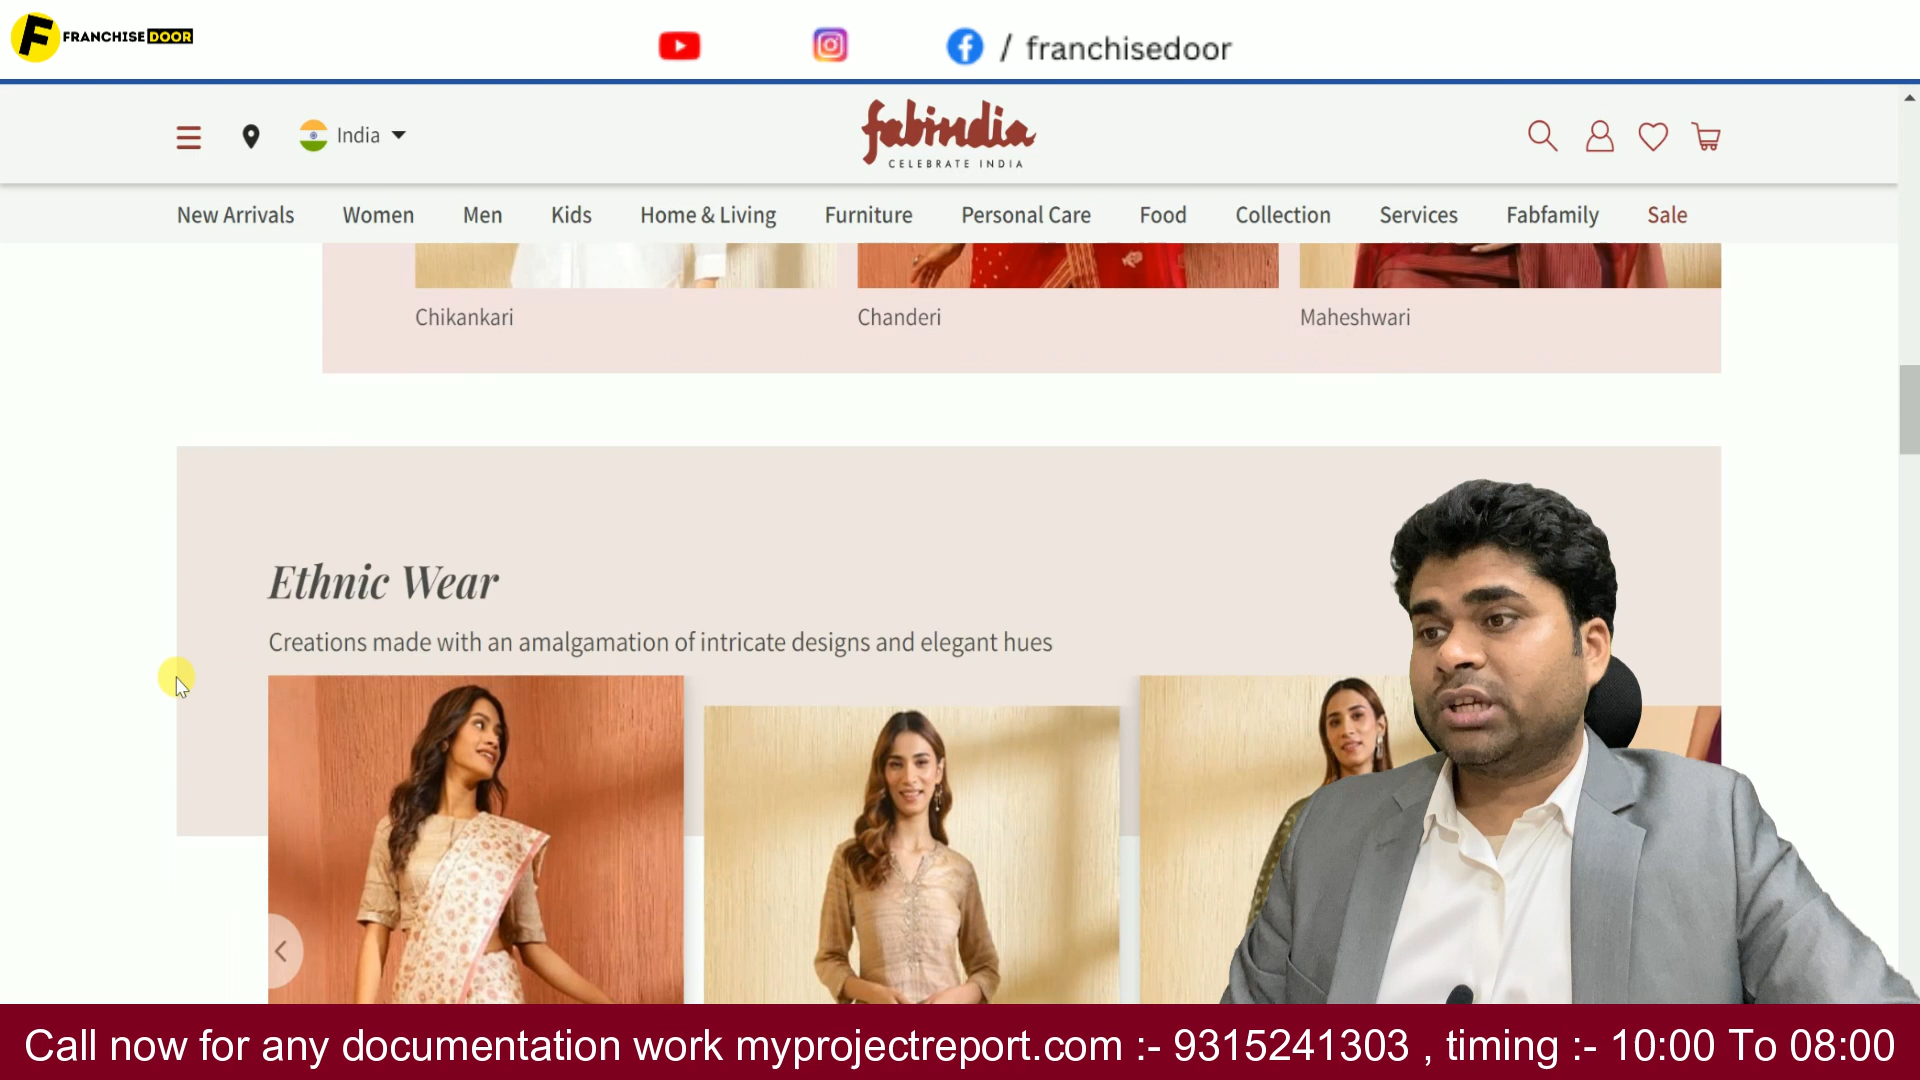 FRANCHISE DOOR
/ franchisedoor
India
fabindia
CELEBRATE INDIA
New Arrivals Women Men Kids Home & Living Furniture Personal Care Food Collection Services Fabfamily Sale
Chikankari Chanderi Maheshwari
Ethnic Wear
Creations made with an amalgamation of intricate designs and elegant hues
Call now for any documentation work myprojectreport.com :- 9315241303 , timing :- 10:00 To 08:00